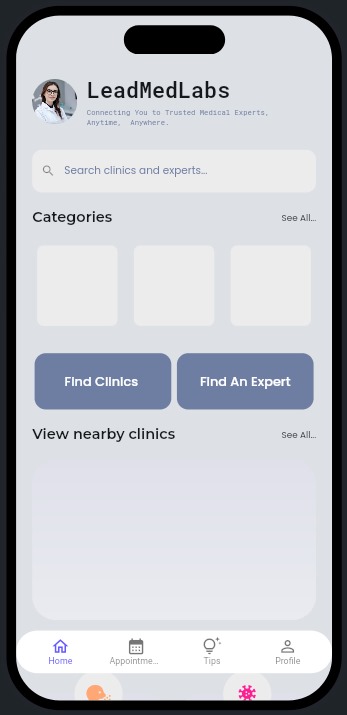 LeadMedLabs
Connecting You to Trusted Medical Experts,
Anytime, Anywhere.
Search clinics and experts...
Categories
See All...
Find Clinics
Find An Expert
View nearby clinics
See All...
Home
Appointme...
Tips
Profile